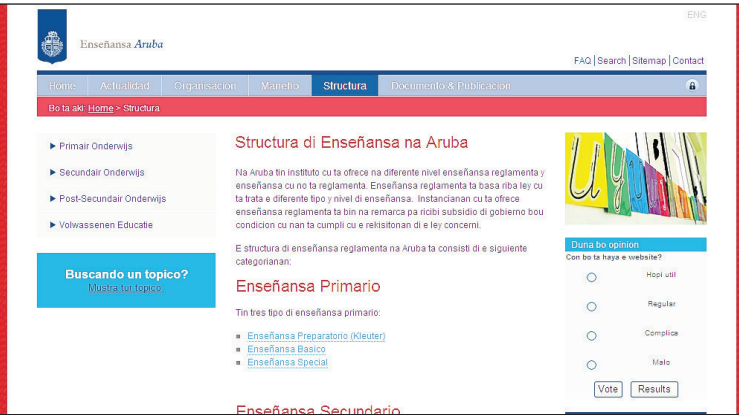 ENG
Enseñansa Aruba
FAQ | Search | Sitemap | Contact
Home Actualidad Organisacion Maneho Structura Documento & Publicacion
Bo ta aki: Home > Structura
Primair Onderwijs
Secundair Onderwijs
Post-Secundair Onderwijs
Volwassenen Educatie
Buscando un topico?
Mustra tur topico.
Structura di Enseñansa na Aruba
Na Aruba tin instituto cu ta ofrece na diferente nivel enseñansa reglamenta y
enseñansa cu no ta reglamenta. Enseñansa reglamenta ta basa riba ley cu
ta trata e diferente tipo y nivel di enseñansa. Instancianan cu ta ofrece
enseñansa reglamenta ta bin na remarca pa ricibi subsidio di gobierno bou
condicion cu nan ta cumpli cu e rekisitonan di e ley concerni.
E structura di enseñansa reglamenta na Aruba ta consisti di e siguiente
categorianan:
Enseñansa Primario
Tin tres tipo di enseñansa primario:
Enseñansa Preparatorio (Kleuter)
Enseñansa Basico
Enseñansa Special
Enseñansa Secundario
Duna bo opinion
Con bo ta haya e website?
Hopi util
Regular
Complica
Malo
Vote Results